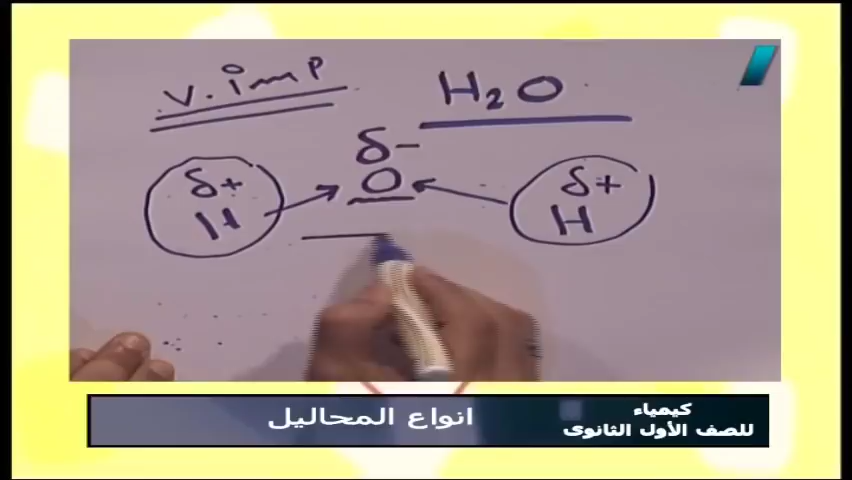 v. imp
H₂O
δ- 
δ+ O δ+
H H
انواع المحاليل
كيمياء
للصف الأول الثانوى